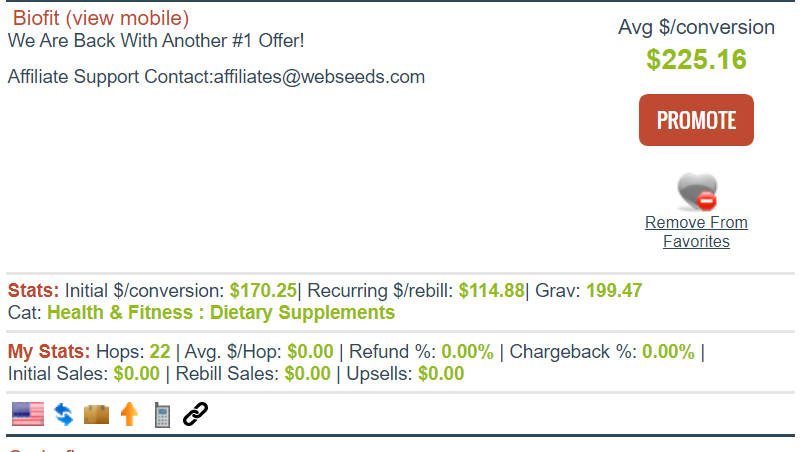 Biofit (view mobile)
We Are Back With Another #1 Offer!
Affiliate Support Contact:affiliates@webseeds.com
Avg $/conversion
$225.16
PROMOTE
Remove From
Favorites
Stats: Initial $/conversion: $170.25| Recurring $/rebill: $114.88| Grav: 199.47
Cat: Health & Fitness : Dietary Supplements
My Stats: Hops: 22 | Avg. $/Hop: $0.00 | Refund %: 0.00% | Chargeback %: 0.00% |
Initial Sales: $0.00 | Rebill Sales: $0.00 | Upsells: $0.00